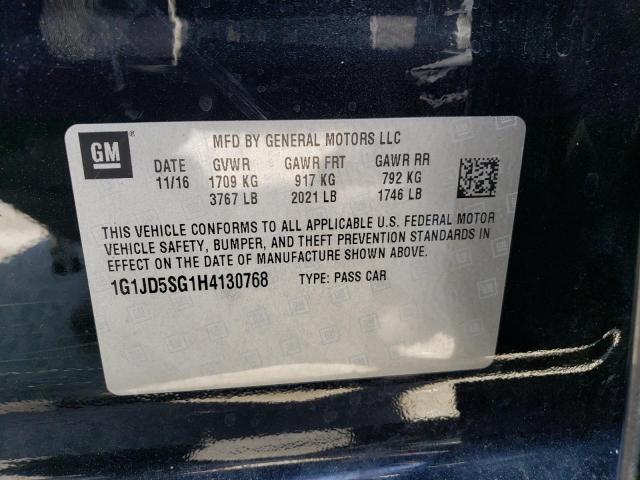 GM®
MFD BY GENERAL MOTORS LLC
DATE GVWR GAWR FRT GAWR RR
11/16 1709 KG 917 KG 792 KG
3767 LB 2021 LB 1746 LB
THIS VEHICLE CONFORMS TO ALL APPLICABLE U.S. FEDERAL MOTOR
VEHICLE SAFETY, BUMPER, AND THEFT PREVENTION STANDARDS IN
EFFECT ON THE DATE OF MANUFACTURE SHOWN ABOVE.
1G1JD5SG1H4130768 TYPE: PASS CAR